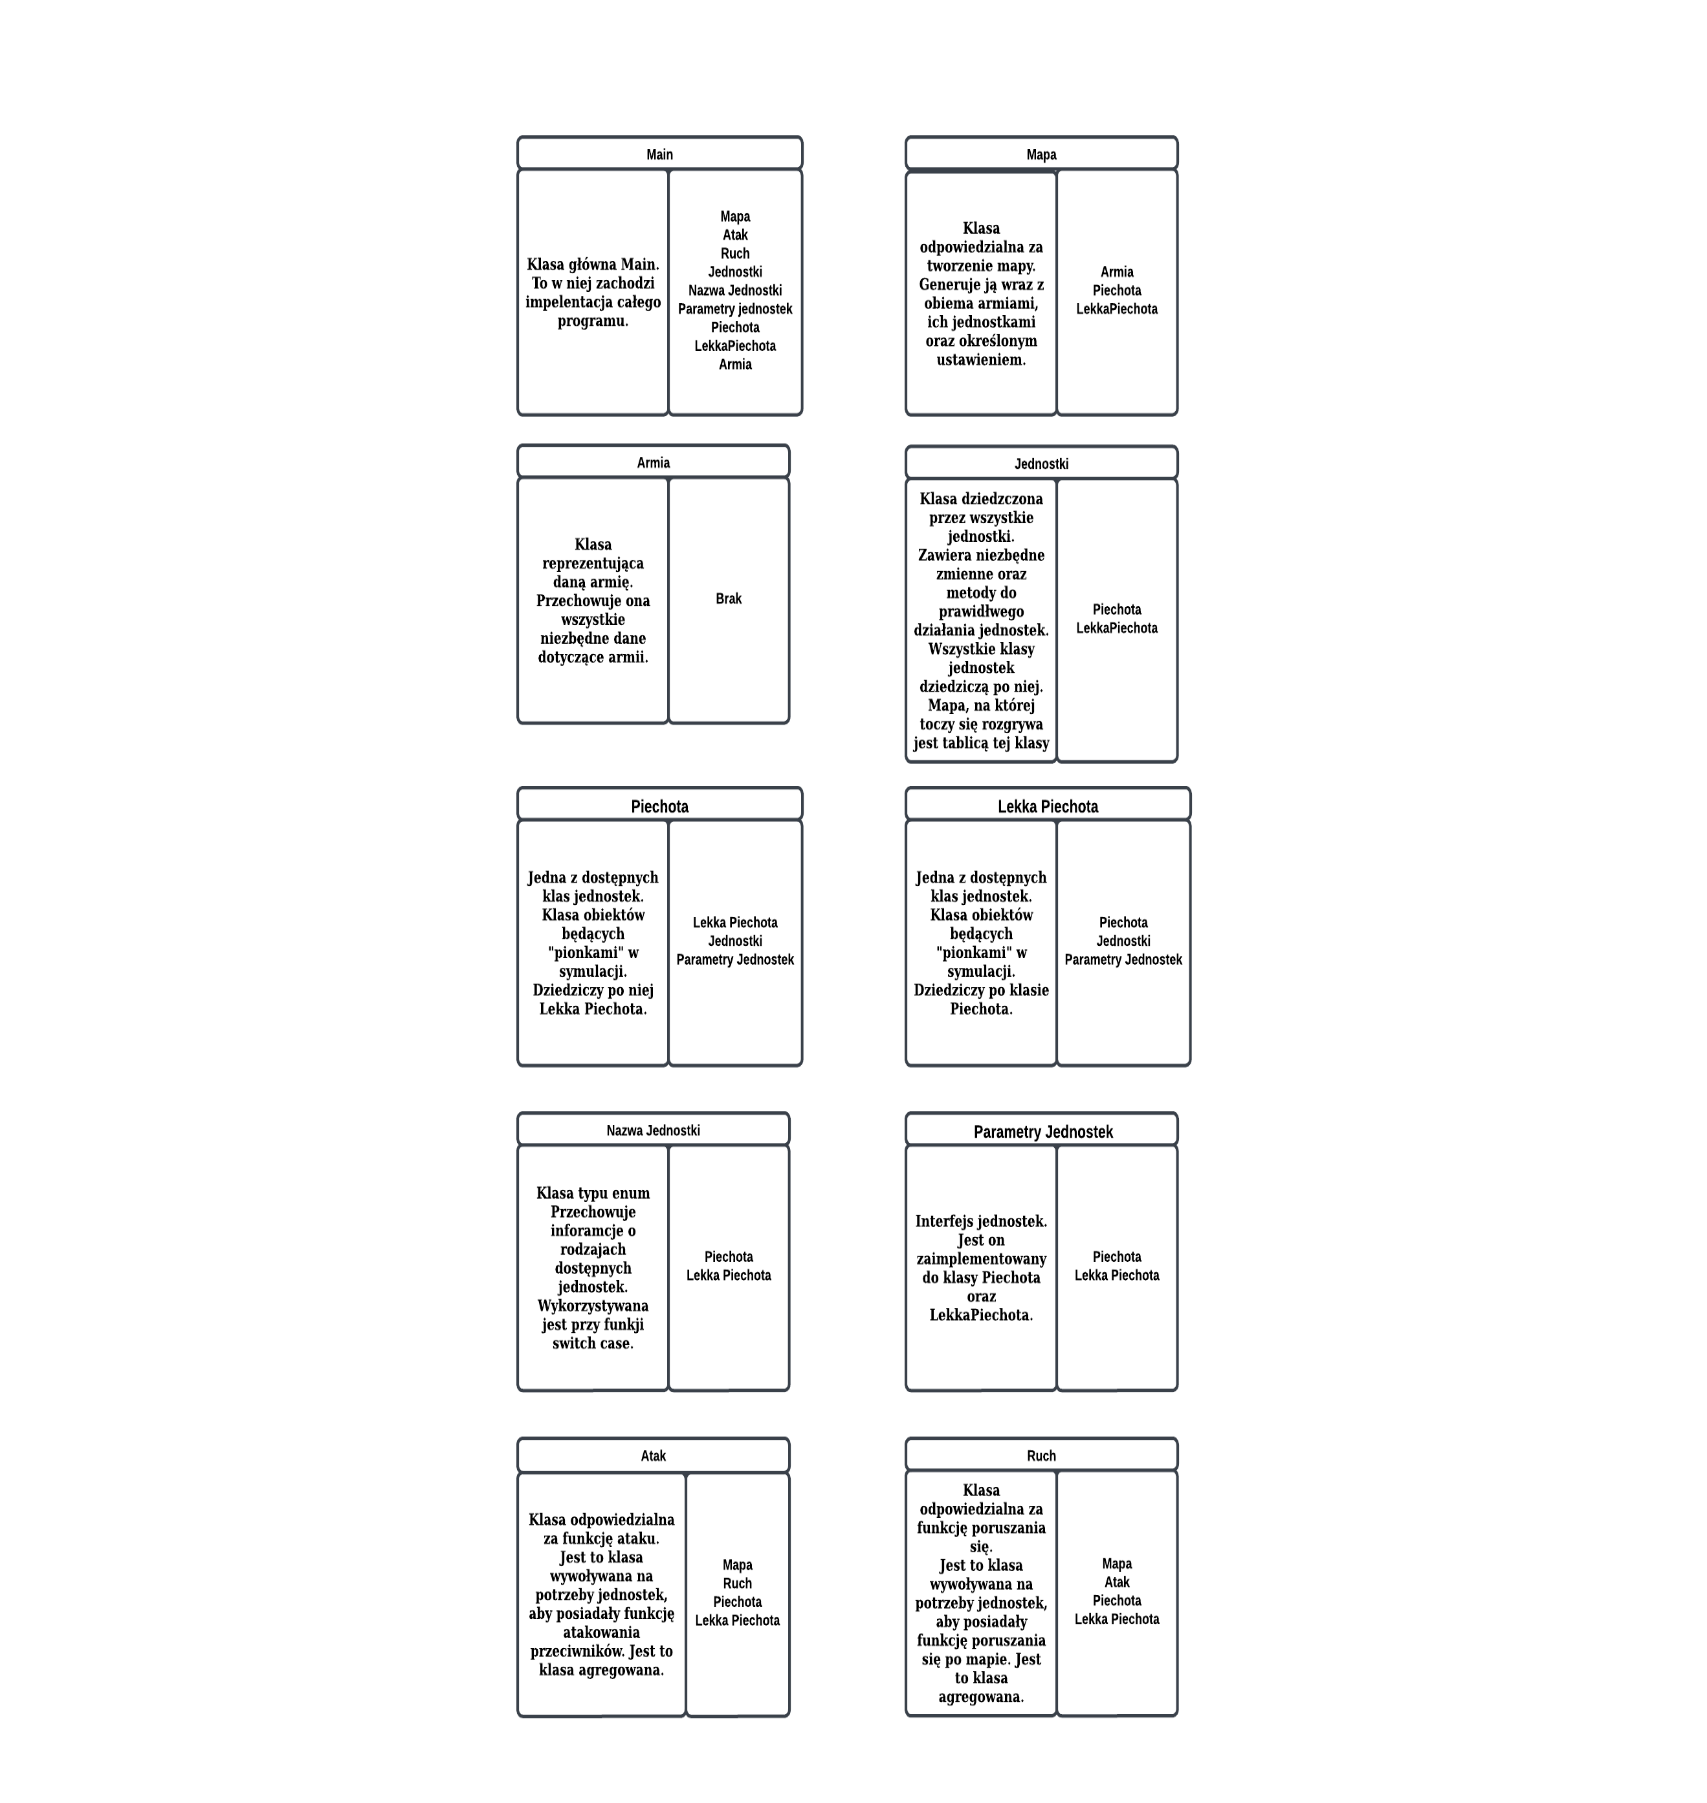 Main
Klasa główna Main.
To w niej zachodzi
impelentacja całego
programu.
Mapa
Atak
Ruch
Jednostki
Nazwa Jednostki
Parametry jednostek
Piechota
LekkaPiechota
Armia
Mapa
Klasa
odpowiedzialna za
tworzenie mapy.
Generuje ją wraz z
obiema armiami,
ich jednostkami
oraz określonym
ustawieniem.
Armia
Piechota
LekkaPiechota
Armia
Klasa
reprezentująca
daną armię.
Przechowuje ona
wszystkie
niezbędne dane
dotyczące armii.
Brak
Jednostki
Klasa dziedzczona
przez wszystkie
jednostki.
Zawiera niezbędne
zmienne oraz
metody do
prawidłwego
działania jednostek.
Wszystkie klasy
jednostek
dziedziczą po niej.
Mapa, na której
toczy się rozgrywa
jest tablicą tej klasy
Piechota
LekkaPiechota
Piechota
Jedna z dostępnych
klas jednostek.
Klasa obiektów
będących
"pionkami" w
symulacji.
Dziedziczy po niej
Lekka Piechota.
Lekka Piechota
Jednostki
Parametry Jednostek
Lekka Piechota
Jedna z dostępnych
klas jednostek.
Klasa obiektów
będących
"pionkami" w
symulacji.
Dziedziczy po klasie
Piechota.
Piechota
Jednostki
Parametry Jednostek
Nazwa Jednostki
Klasa typu enum
Przechowuje
inforamcje o
rodzajach
dostępnych
jednostek.
Wykorzystywana
jest przy funkji
switch case.
Piechota
Lekka Piechota
Parametry Jednostek
Interfejs jednostek.
Jest on
zaimplementowany
do klasy Piechota
oraz
LekkaPiechota.
Piechota
Lekka Piechota
Atak
Klasa odpowiedzialna
za funkcję ataku.
Jest to klasa
wywoływana na
potrzeby jednostek,
aby posiadały funkcję
atakowania
przeciwników. Jest to
klasa agregowana.
Mapa
Ruch
Piechota
Lekka Piechota
Ruch
Klasa
odpowiedzialna za
funkcję poruszania
się.
Jest to klasa
wywoływana na
potrzeby jednostek,
aby posiadały
funkcję poruszania
się po mapie. Jest
to klasa
agregowana.
Mapa
Atak
Piechota
Lekka Piechota